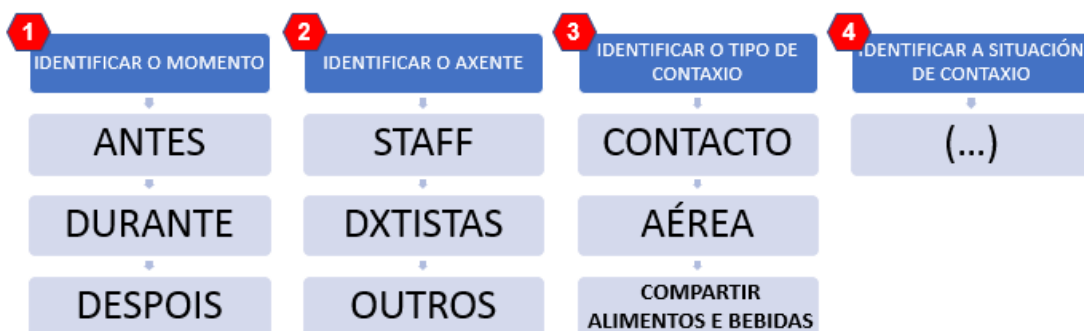 1
IDENTIFICAR O MOMENTO
ANTES
DURANTE
DESPOIS
2
IDENTIFICAR O AXENTE
STAFF
DXTISTAS
OUTROS
3
IDENTIFICAR O TIPO DE
CONTAXIO
CONTACTO
AÉREA
COMPARTIR
ALIMENTOS E BEBIDAS
4
IDENTIFICAR A SITUACIÓN
DE CONTAXIO
(...)